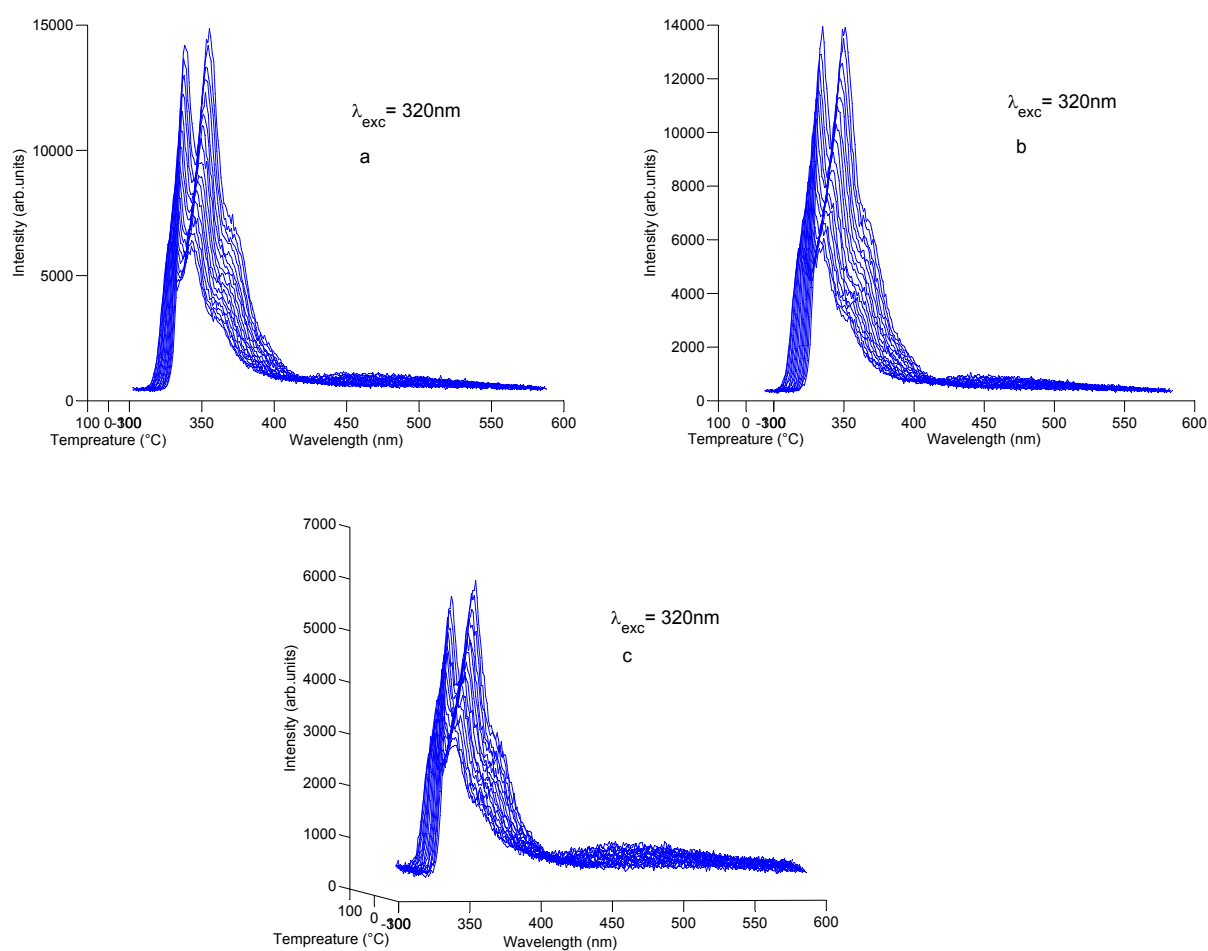 15000
10000
5000
0
Intensity (arb.units)
λexc= 320nm
a
100 0 -100
300 350 400 450 500 550 600
Tempreature (°C)
Wavelength (nm)
14000
12000
10000
8000
6000
4000
2000
0
Intensity (arb.units)
λexc= 320nm
b
100 0 -100
300 350 400 450 500 550 600
Tempreature (°C)
Wavelength (nm)
7000
6000
5000
4000
3000
2000
1000
0
Intensity (arb.units)
λexc= 320nm
c
100 0 -100
300 350 400 450 500 550 600
Tempreature (°C)
Wavelength (nm)